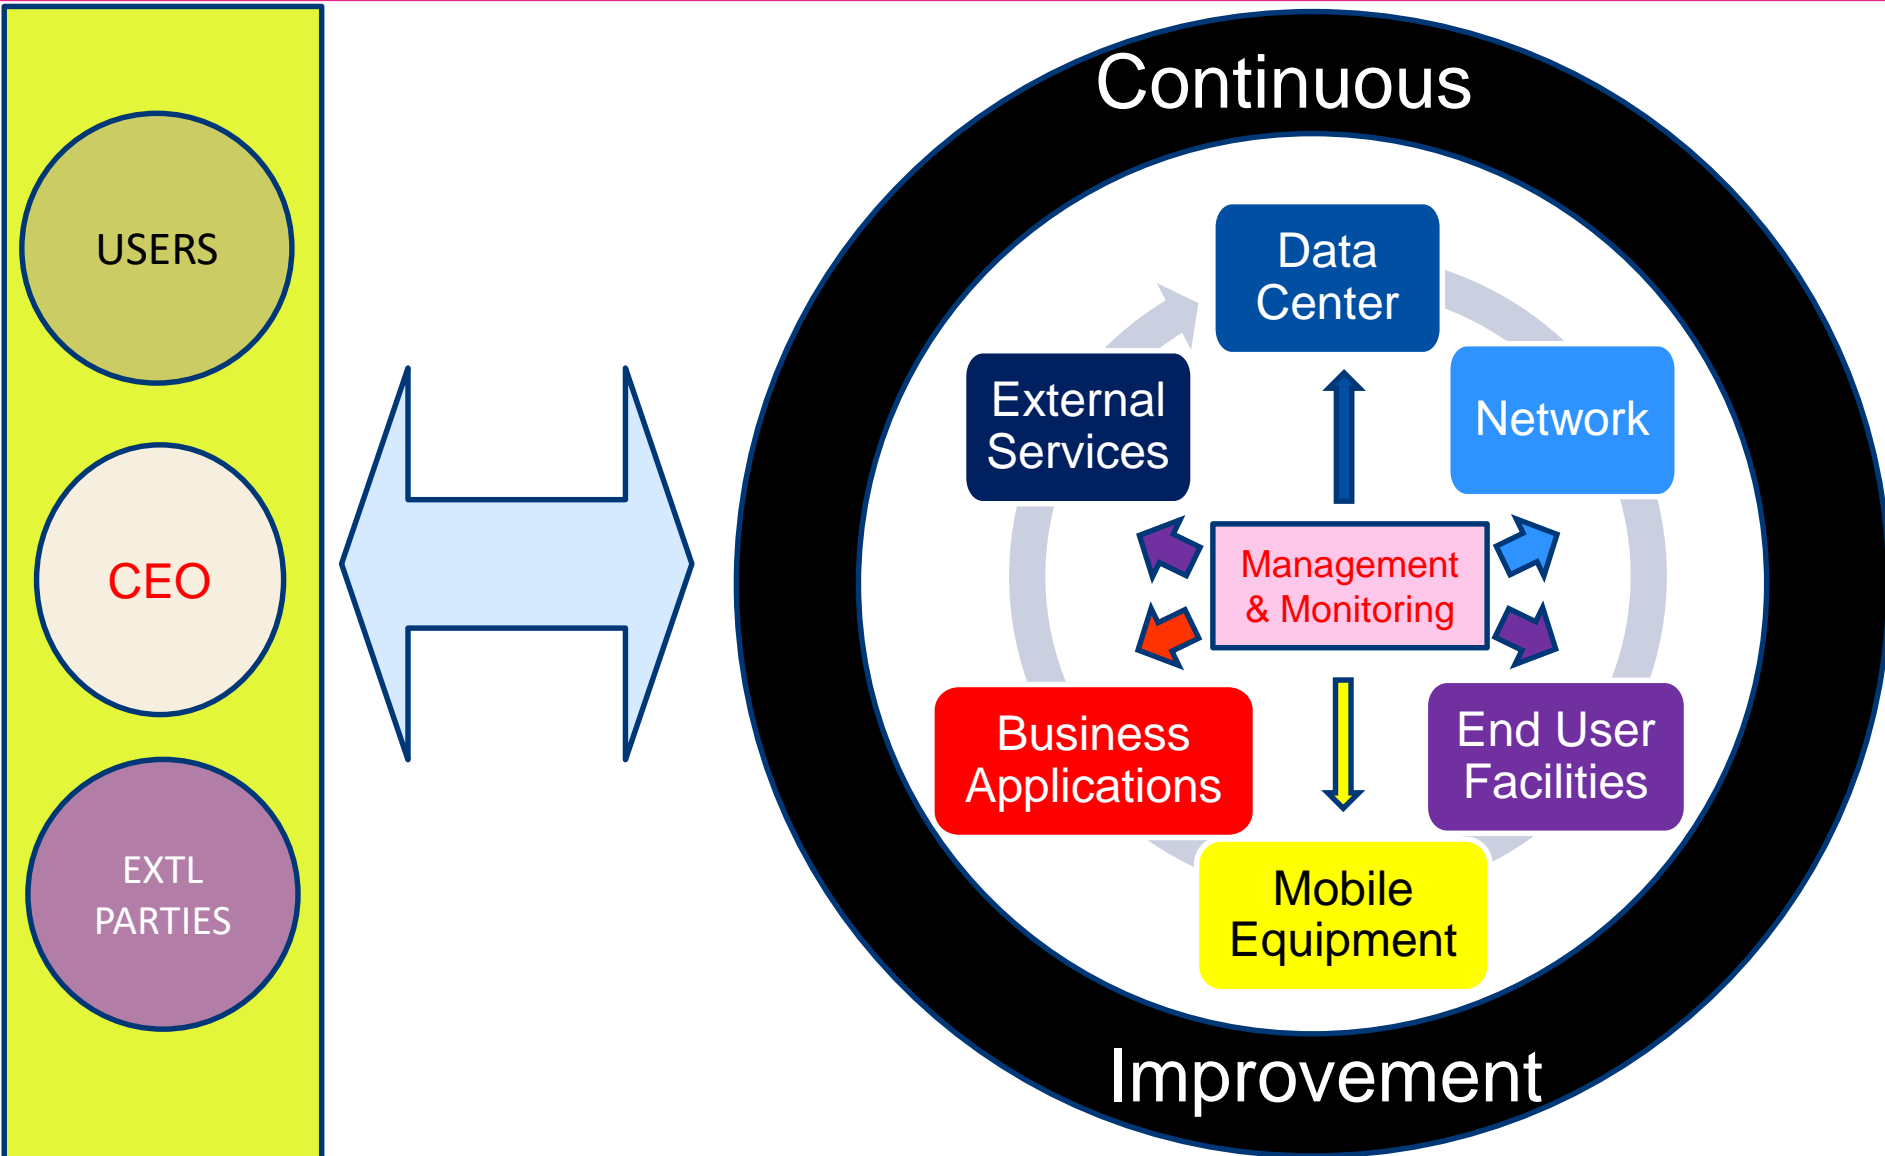 USERS
CEO
EXTL
PARTIES
Continuous
Data
Center
Network
External
Services
Management
& Monitoring
End User
Facilities
Business
Applications
Mobile
Equipment
Improvement